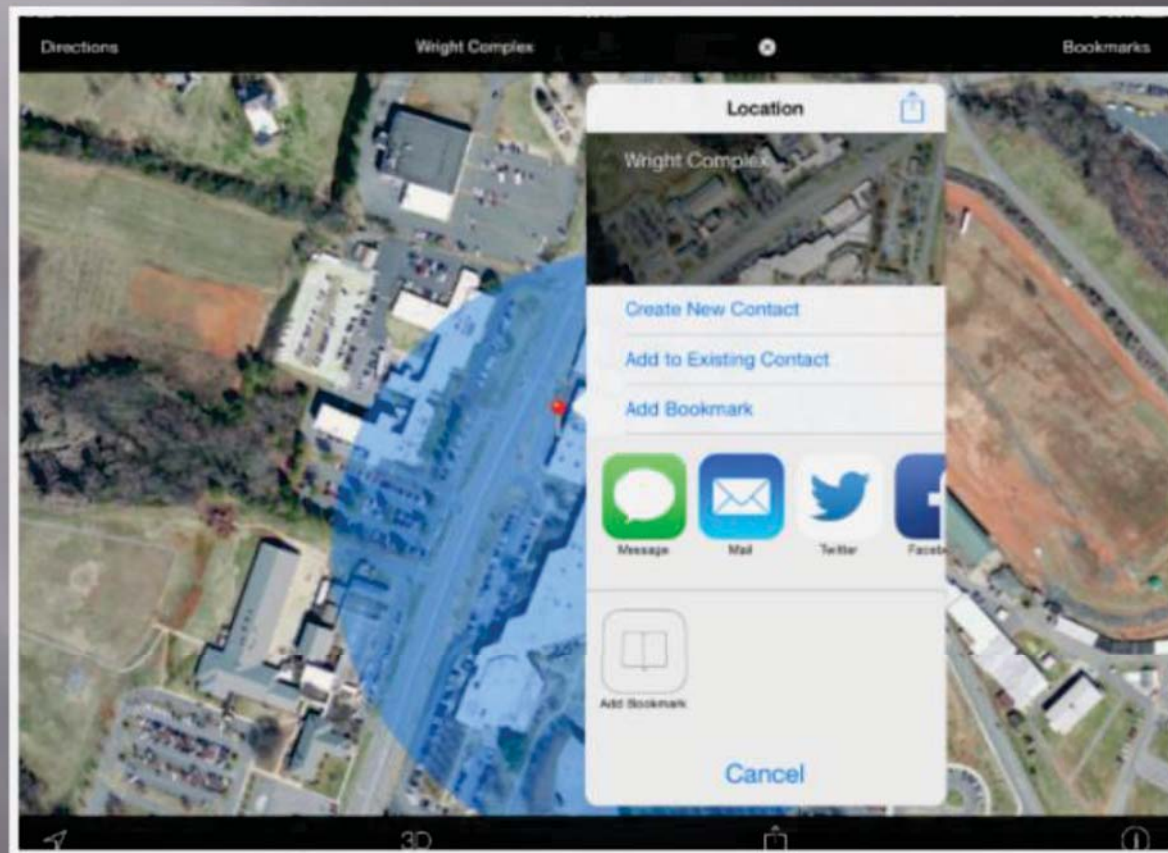 Directions Wright Complex Bookmarks
Location
Wright Complex
Create New Contact
Add to Existing Contact
Add Bookmark
Message Mail Twitter Faceb
Add Bookmark
Cancel
3D